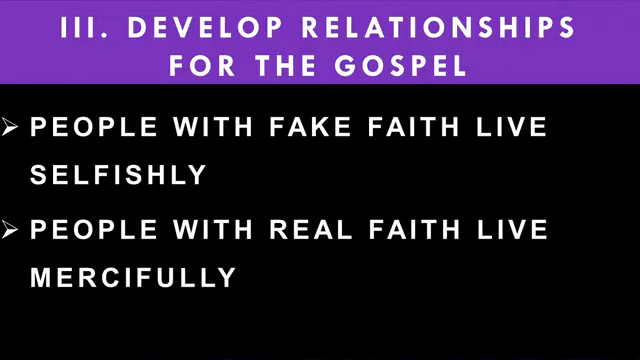 III. DEVELOP RELATIONSHIPS
FOR THE GOSPEL
➢ PEOPLE WITH FAKE FAITH LIVE
SELFISHLY
➢ PEOPLE WITH REAL FAITH LIVE
MERCIFULLY